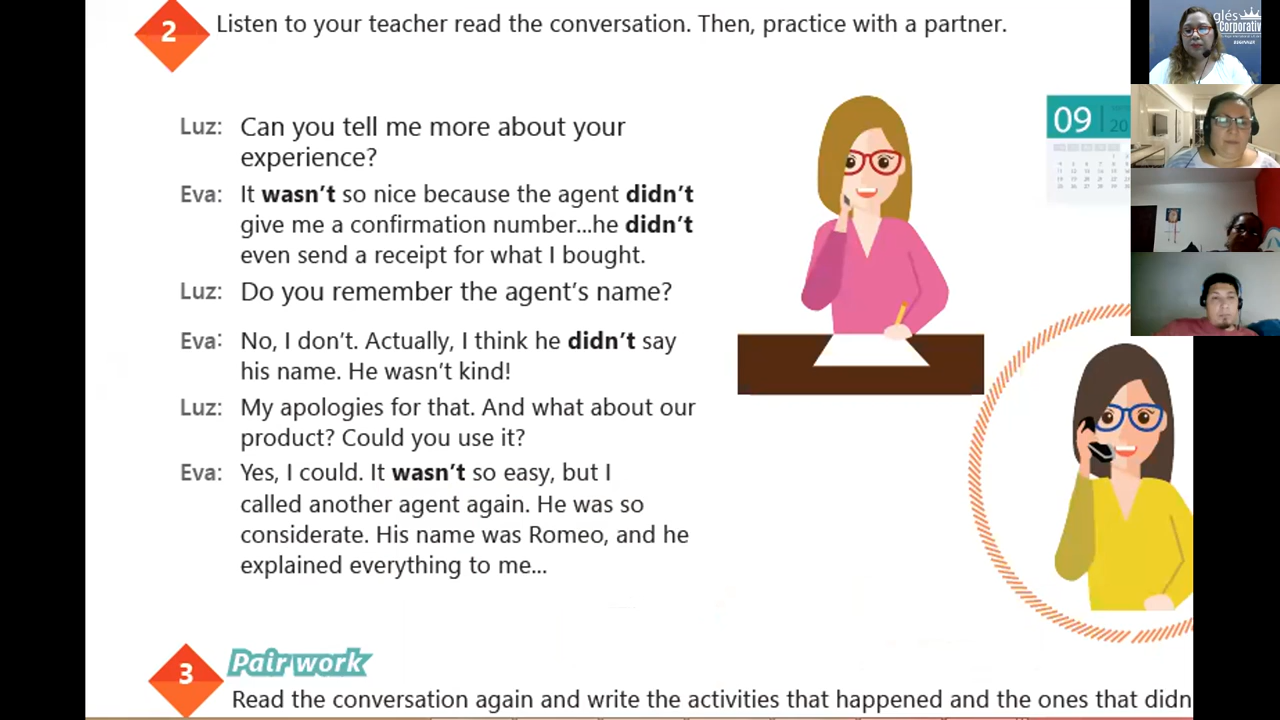 2
Listen to your teacher read the conversation. Then, practice with a partner.
Luz: Can you tell me more about your
experience?
Eva: It wasn't so nice because the agent didn't
give me a confirmation number...he didn't
even send a receipt for what I bought.
Luz: Do you remember the agent's name?
Eva: No, I don't. Actually, I think he didn't say
his name. He wasn't kind!
Luz: My apologies for that. And what about our
product? Could you use it?
Eva: Yes, I could. It wasn't so easy, but I
called another agent again. He was so
considerate. His name was Romeo, and he
explained everything to me...
09
20
glés
Corporativ
3
Pair work
Read the conversation again and write the activities that happened and the ones that didn